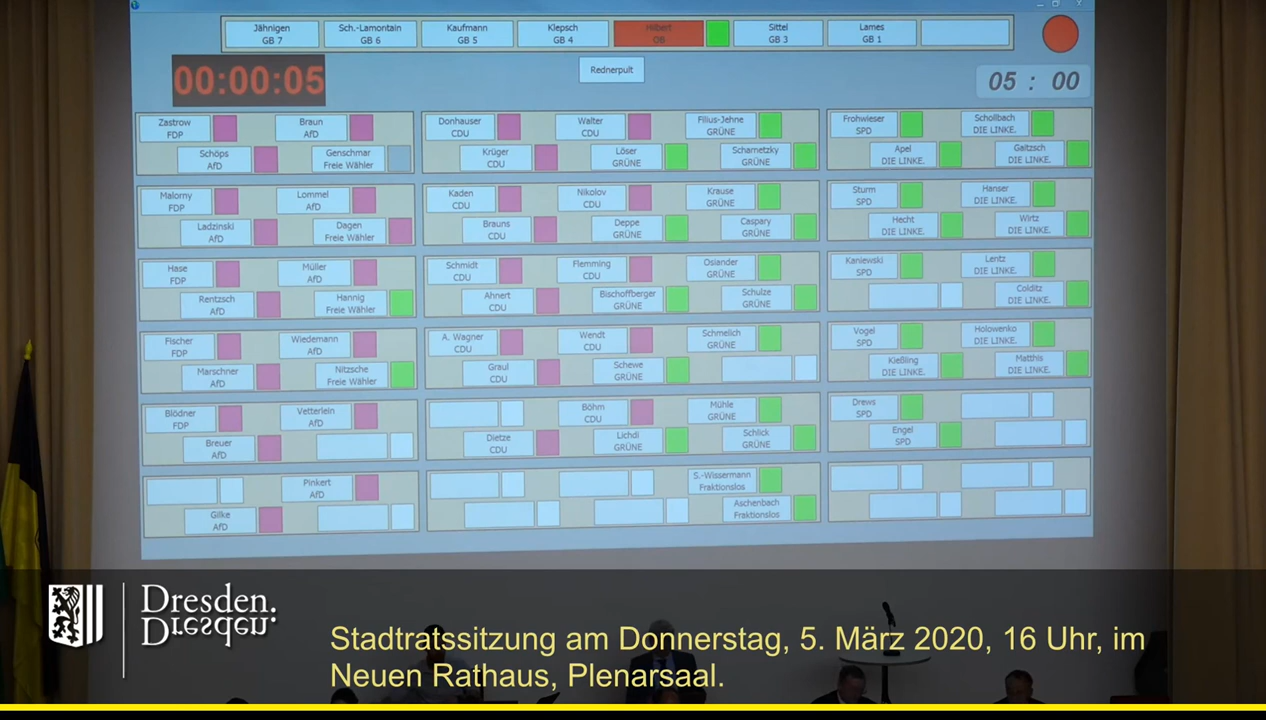 Jähnigen
GB 7
Sch.-Lamontain
GB 6
Kaufmann
GB 5
Klepsch
GB 4
Hilbert
OB
Sittel
GB 3
Lames
GB 1
00:00:05
Rednerpult
05 : 00
Zastrow
FDP
Braun
AfD
Schöps
AfD
Genschmar
Freie Wähler
Malorny
FDP
Lommel
AfD
Ladzinski
AfD
Dagen
Freie Wähler
Hase
FDP
Müller
AfD
Rentzsch
AfD
Hannig
Freie Wähler
Fischer
FDP
Wiedemann
AfD
Marschner
AfD
Nitzsche
Freie Wähler
Blödner
FDP
Vetterlein
AfD
Breuer
AfD
Pinkert
AfD
Gilke
AfD
Donhauser
CDU
Walter
CDU
Filius-Jehne
GRÜNE
Krüger
CDU
Löser
GRÜNE
Scharnetzky
GRÜNE
Kaden
CDU
Nikolov
CDU
Krause
GRÜNE
Brauns
CDU
Deppe
GRÜNE
Caspary
GRÜNE
Schmidt
CDU
Flemming
CDU
Osiander
GRÜNE
Ahnert
CDU
Bischoffberger
GRÜNE
Schulze
GRÜNE
A. Wagner
CDU
Wendt
CDU
Schmelich
GRÜNE
Graul
CDU
Schewe
GRÜNE
Böhm
CDU
Mühle
GRÜNE
Dietze
CDU
Lichdi
GRÜNE
Schlick
GRÜNE
S.-Wissermann
Fraktionslos
Aschenbach
Fraktionslos
Frohwieser
SPD
Schollbach
DIE LINKE.
Apel
DIE LINKE.
Gaitzsch
DIE LINKE.
Sturm
SPD
Hanser
DIE LINKE.
Hecht
DIE LINKE.
Wirtz
DIE LINKE.
Kaniewski
SPD
Lentz
DIE LINKE.
Colditz
DIE LINKE.
Vogel
SPD
Holowenko
DIE LINKE.
Kießling
DIE LINKE.
Matthis
DIE LINKE.
Drews
SPD
Engel
SPD
Dresden.
Dresden.
Stadtratssitzung am Donnerstag, 5. März 2020, 16 Uhr, im
Neuen Rathaus, Plenarsaal.